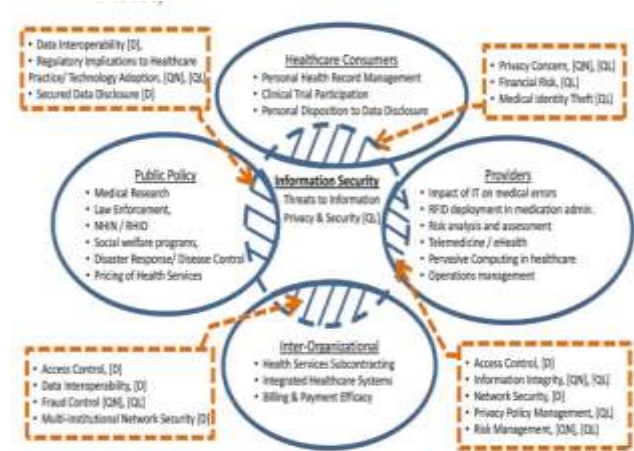 • Data Interoperability [D],
• Regulatory Implications to Healthcare
Practice/ Technology Adoption, [QN], [QL]
• Secured Data Disclosure [D]
Healthcare Consumers
• Personal Health Record Management
• Clinical Trial Participation
• Personal Disposition to Data Disclosure
• Privacy Concern, [QN], [QL]
• Financial Risk, [QL]
• Medical Identity Theft [QL]
Public Policy
• Medical Research
• Law Enforcement,
• NHIN / RHIO
• Social welfare programs,
• Disaster Response/ Disease Control
• Pricing of Health Services
Information Security
Threats to Information
Privacy & Security [QL]
Providers
• Impact of IT on medical errors
• RFID deployment in medication admin.
• Risk analysis and assessment
• Telemedicine / eHealth
• Pervasive Computing in healthcare
• Operations management
Inter-Organizational
• Health Services Subcontracting
• Integrated Healthcare Systems
• Billing & Payment Efficacy
• Access Control, [D]
• Data Interoperability, [D]
• Fraud Control [QN], [QL]
• Multi-Institutional Network Security [D]
• Access Control, [D]
• Information Integrity, [QN], [QL]
• Network Security, [D]
• Privacy Policy Management, [QL]
• Risk Management, [QN], [QL]